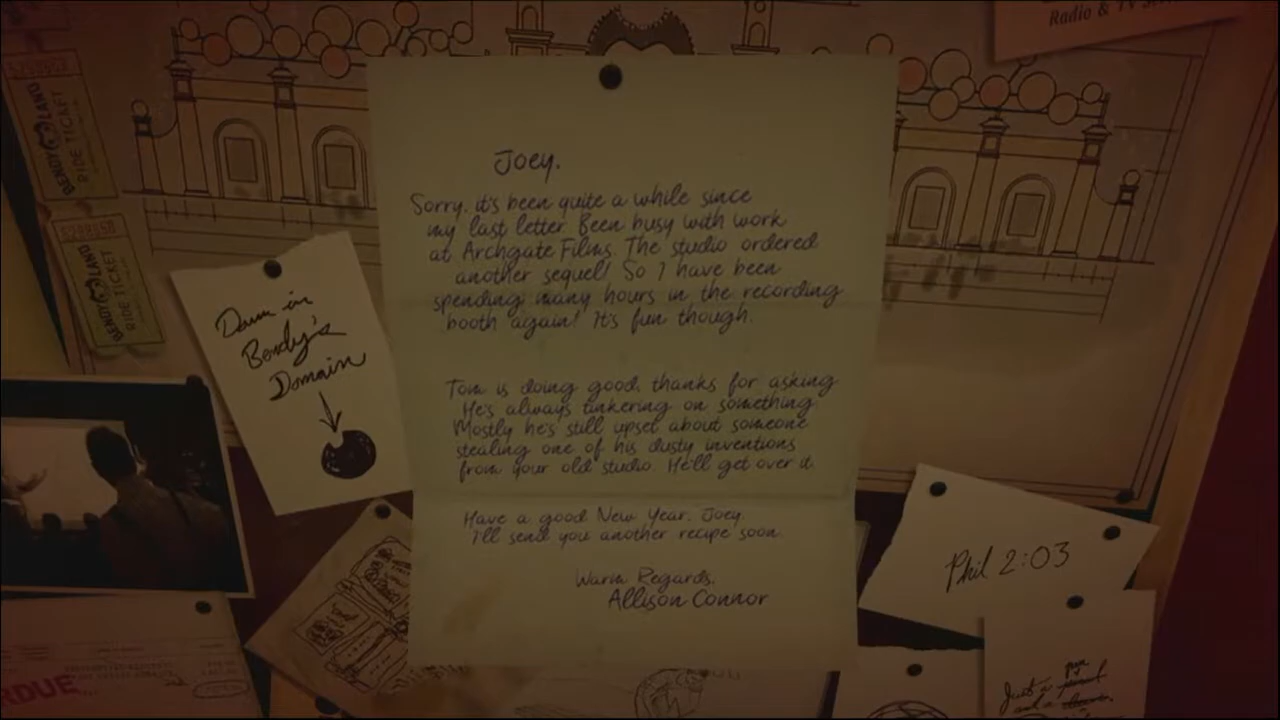 Radio & TV
BENDY LAND
RIDE TICKET
BENDY LAND
RIDE TICKET
Joey.
Sorry, it's been quite a while since
my last letter. Been busy with work
at Archgate Films. The studio ordered
another sequel! So I have been
spending many hours in the recording
booth again! It's fun though.
Tom is doing good, thanks for asking
He's always tinkering on something.
Mostly he's still upset about someone
stealing one of his dusty inventions
from your old studio. He'll get over it.
Have a good New Year, Joey.
I'll send you another recipe soon.
Warm Regards,
Allison Connor
Down in
Bendy's
Domain
Phil 2:03
Just a
and a